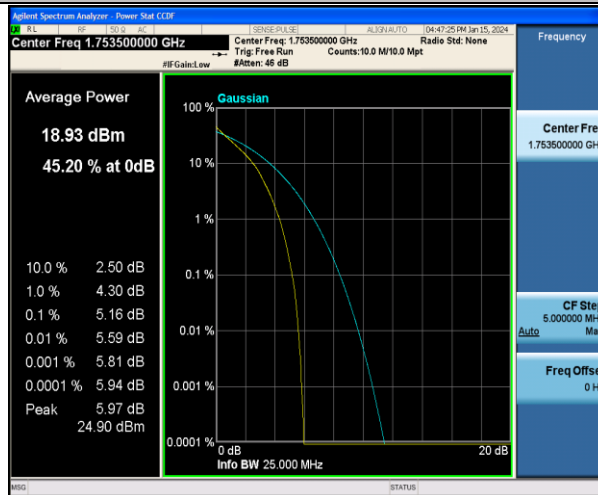 Agilent Spectrum Analyzer - Power Stat CCDF
RL RF 50 Ω AC SENSE:PULSE ALIGN AUTO 04:47:25 PM Jan 15, 2024
Center Freq 1.753500000 GHz
Center Freq: 1.753500000 GHz Radio Std: None
Trig: Free Run Counts:10.0 M/10.0 Mpt
#IFGain:Low #Atten: 46 dB
Frequency
Average Power
18.93 dBm
45.20 % at 0dB
10.0 % 2.50 dB
1.0 % 4.30 dB
0.1 % 5.16 dB
0.01 % 5.59 dB
0.001 % 5.81 dB
0.0001 % 5.94 dB
Peak 5.97 dB
24.90 dBm
Gaussian
100 %
10 %
1 %
0.1 %
0.01 %
0.001 %
0.0001 %
0 dB 20 dB
Info BW 25.000 MHz
Center Fre
1.753500000 GH
CF Ste
5.000000 MH
Auto Ma
Freq Offse
0 H
MSG STATUS